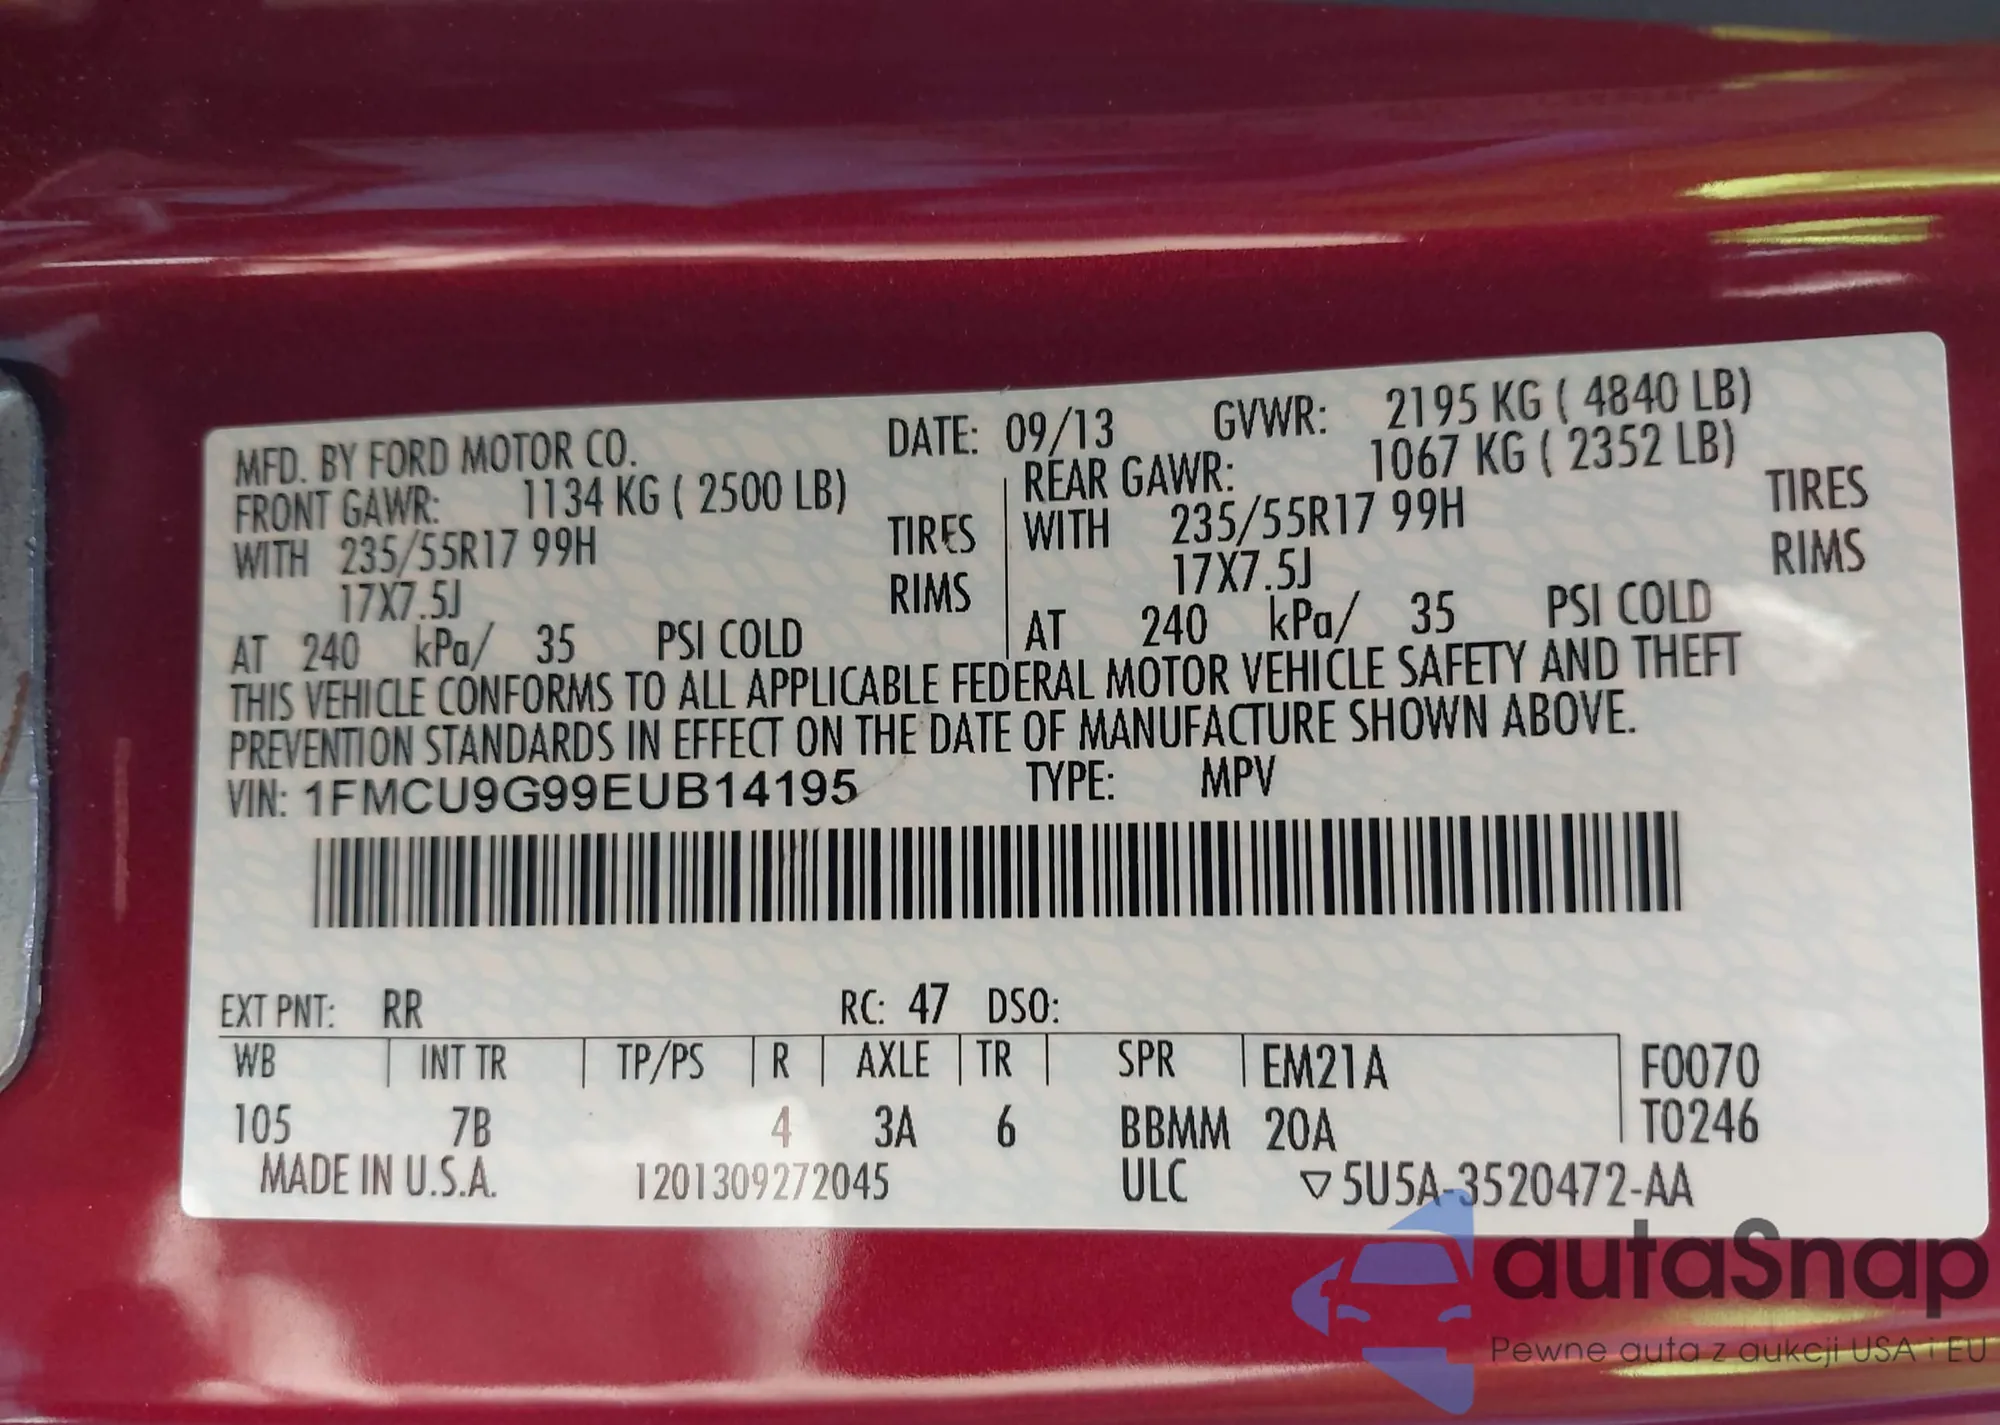 MFD. BY FORD MOTOR CO. DATE: 09/13 GVWR: 2195 KG ( 4840 LB)
FRONT GAWR: 1134 KG ( 2500 LB) REAR GAWR: 1067 KG ( 2352 LB)
WITH 235/55R17 99H TIRES WITH 235/55R17 99H TIRES
17X7.5J RIMS 17X7.5J RIMS
AT 240 kPa/ 35 PSI COLD AT 240 kPa/ 35 PSI COLD
THIS VEHICLE CONFORMS TO ALL APPLICABLE FEDERAL MOTOR VEHICLE SAFETY AND THEFT
PREVENTION STANDARDS IN EFFECT ON THE DATE OF MANUFACTURE SHOWN ABOVE.
VIN: 1FMCU9G99EUB14195 TYPE: MPV
EXT PNT: RR RC: 47 DSO:
WB INT TR TP/PS R AXLE TR SPR EM21A F0070
105 7B 4 3A 6 BBMM 20A T0246
MADE IN U.S.A. 1201309272045 ULC ▽5U5A-3520472-AA
autaSnap
Pewne auta z aukcji USA i EU